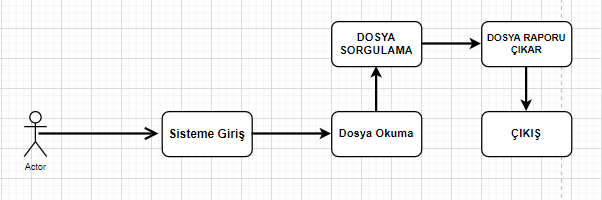 DOSYA
SORGULAMA
DOSYA RAPORU
ÇIKAR
Actor
Sisteme Giriş
Dosya Okuma
ÇIKIŞ